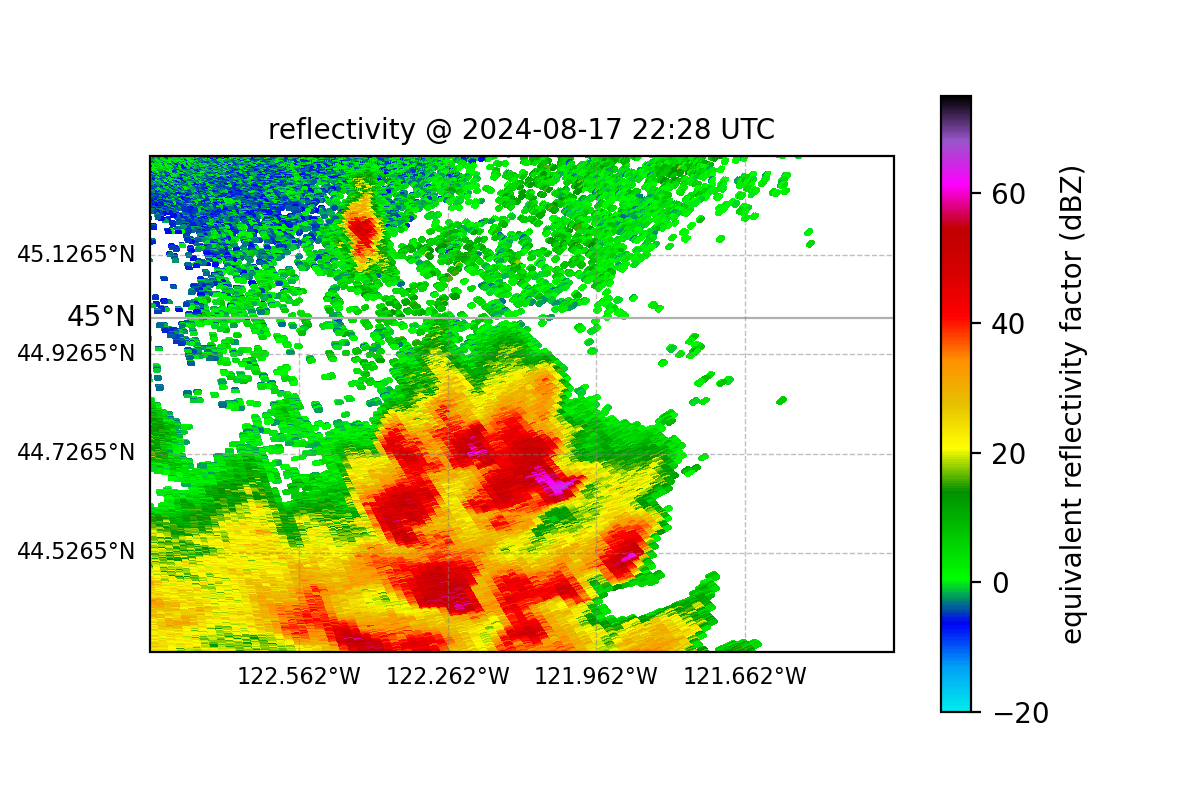 reflectivity @ 2024-08-17 22:28 UTC
45.1265°N
45°N
44.9265°N
44.7265°N
44.5265°N
122.562°W 122.262°W 121.962°W 121.662°W
60
40
20
0
−20
equivalent reflectivity factor (dBZ)